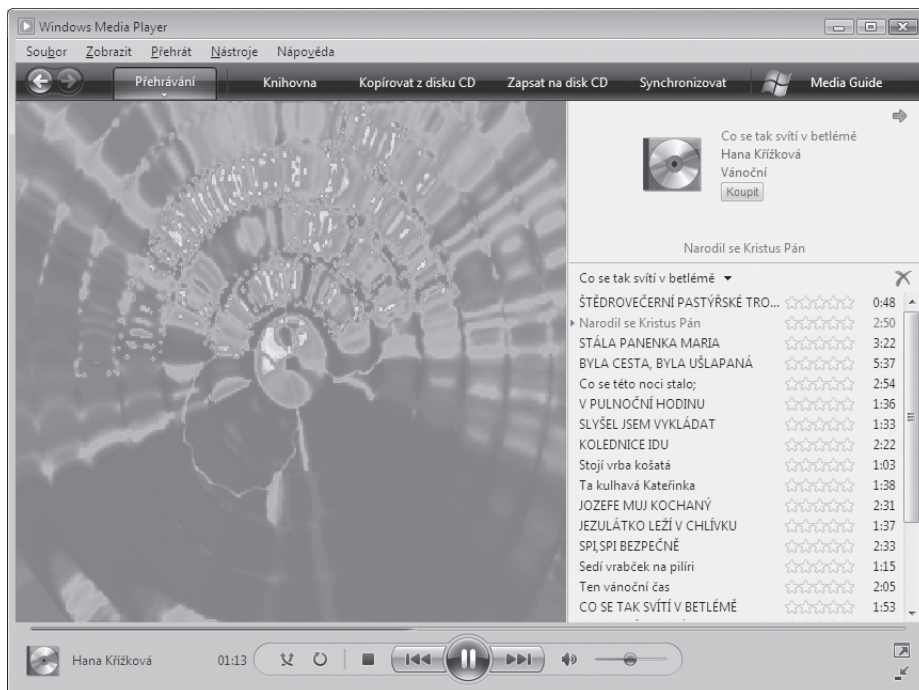 Windows Media Player
Soubor Zobrazit Přehrát Nástroje Nápověda
Přehrávání Knihovna Kopírovat z disku CD Zapsat na disk CD Synchronizovat Media Guide
Co se tak svítí v betlémě
Hana Křížková
Vánoční
Koupit
Narodil se Kristus Pán
Co se tak svítí v betlémě
ŠTĚDROVEČERNÍ PASTÝŘSKÉ TRO... 0:48
Narodil se Kristus Pán 2:50
STÁLA PANENKA MARIA 3:22
BYLA CESTA, BYLA UŠLAPANÁ 5:37
Co se této noci stalo; 2:54
V PULNOČNÍ HODINU 1:36
SLYŠEL JSEM VYKLÁDAT 1:33
KOLEDNICE IDU 2:22
Stojí vrba košatá 1:03
Ta kulhavá Kateřinka 1:38
JOZEFE MUJ KOCHANÝ 2:31
JEZULÁTKO LEŽÍ V CHLÍVKU 1:37
SPI,SPI BEZPEČNĚ 2:33
Sedí vrabček na pilíri 1:15
Ten vánoční čas 2:05
CO SE TAK SVÍTÍ V BETLÉMĚ 1:53
Hana Křížková 01:13